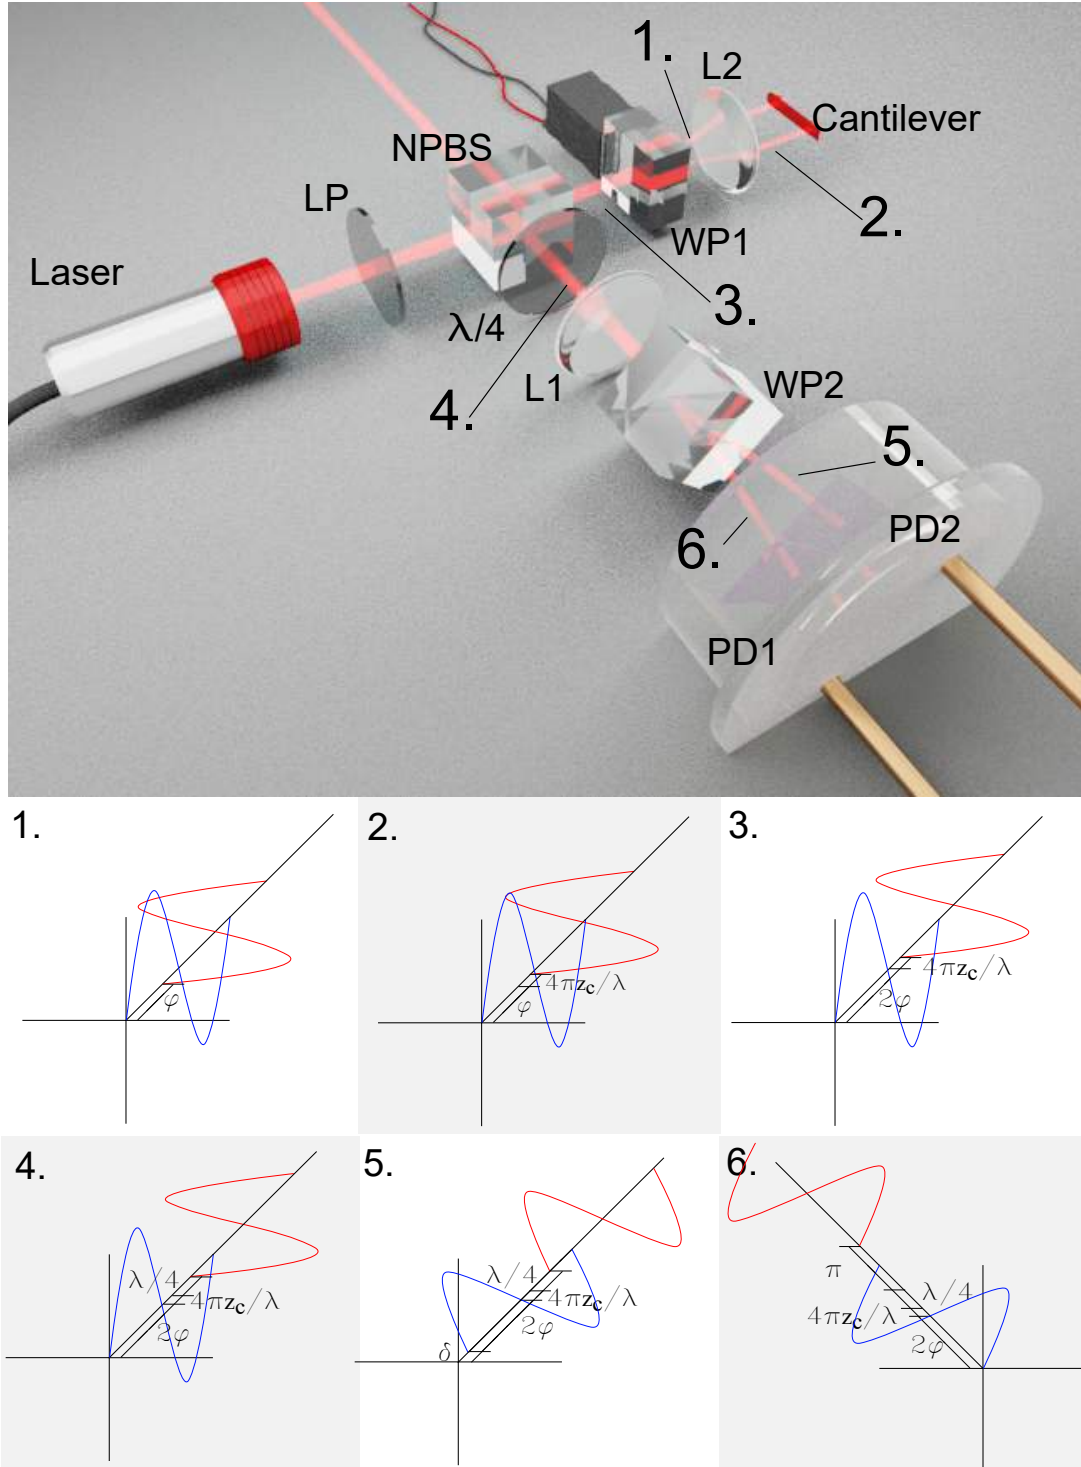 1.
L2
Cantilever
NPBS
LP
2.
WP1
Laser
3.
λ/4
WP2
L1
4.
5.
PD2
6.
PD1
1.
φ
2.
4πzc/λ
φ
3.
4πzc/λ
2φ
4.
λ/4
4πzc/λ
2φ
5.
λ/4
4πzc/λ
2φ
δ
6.
π
λ/4
4πzc/λ
2φ